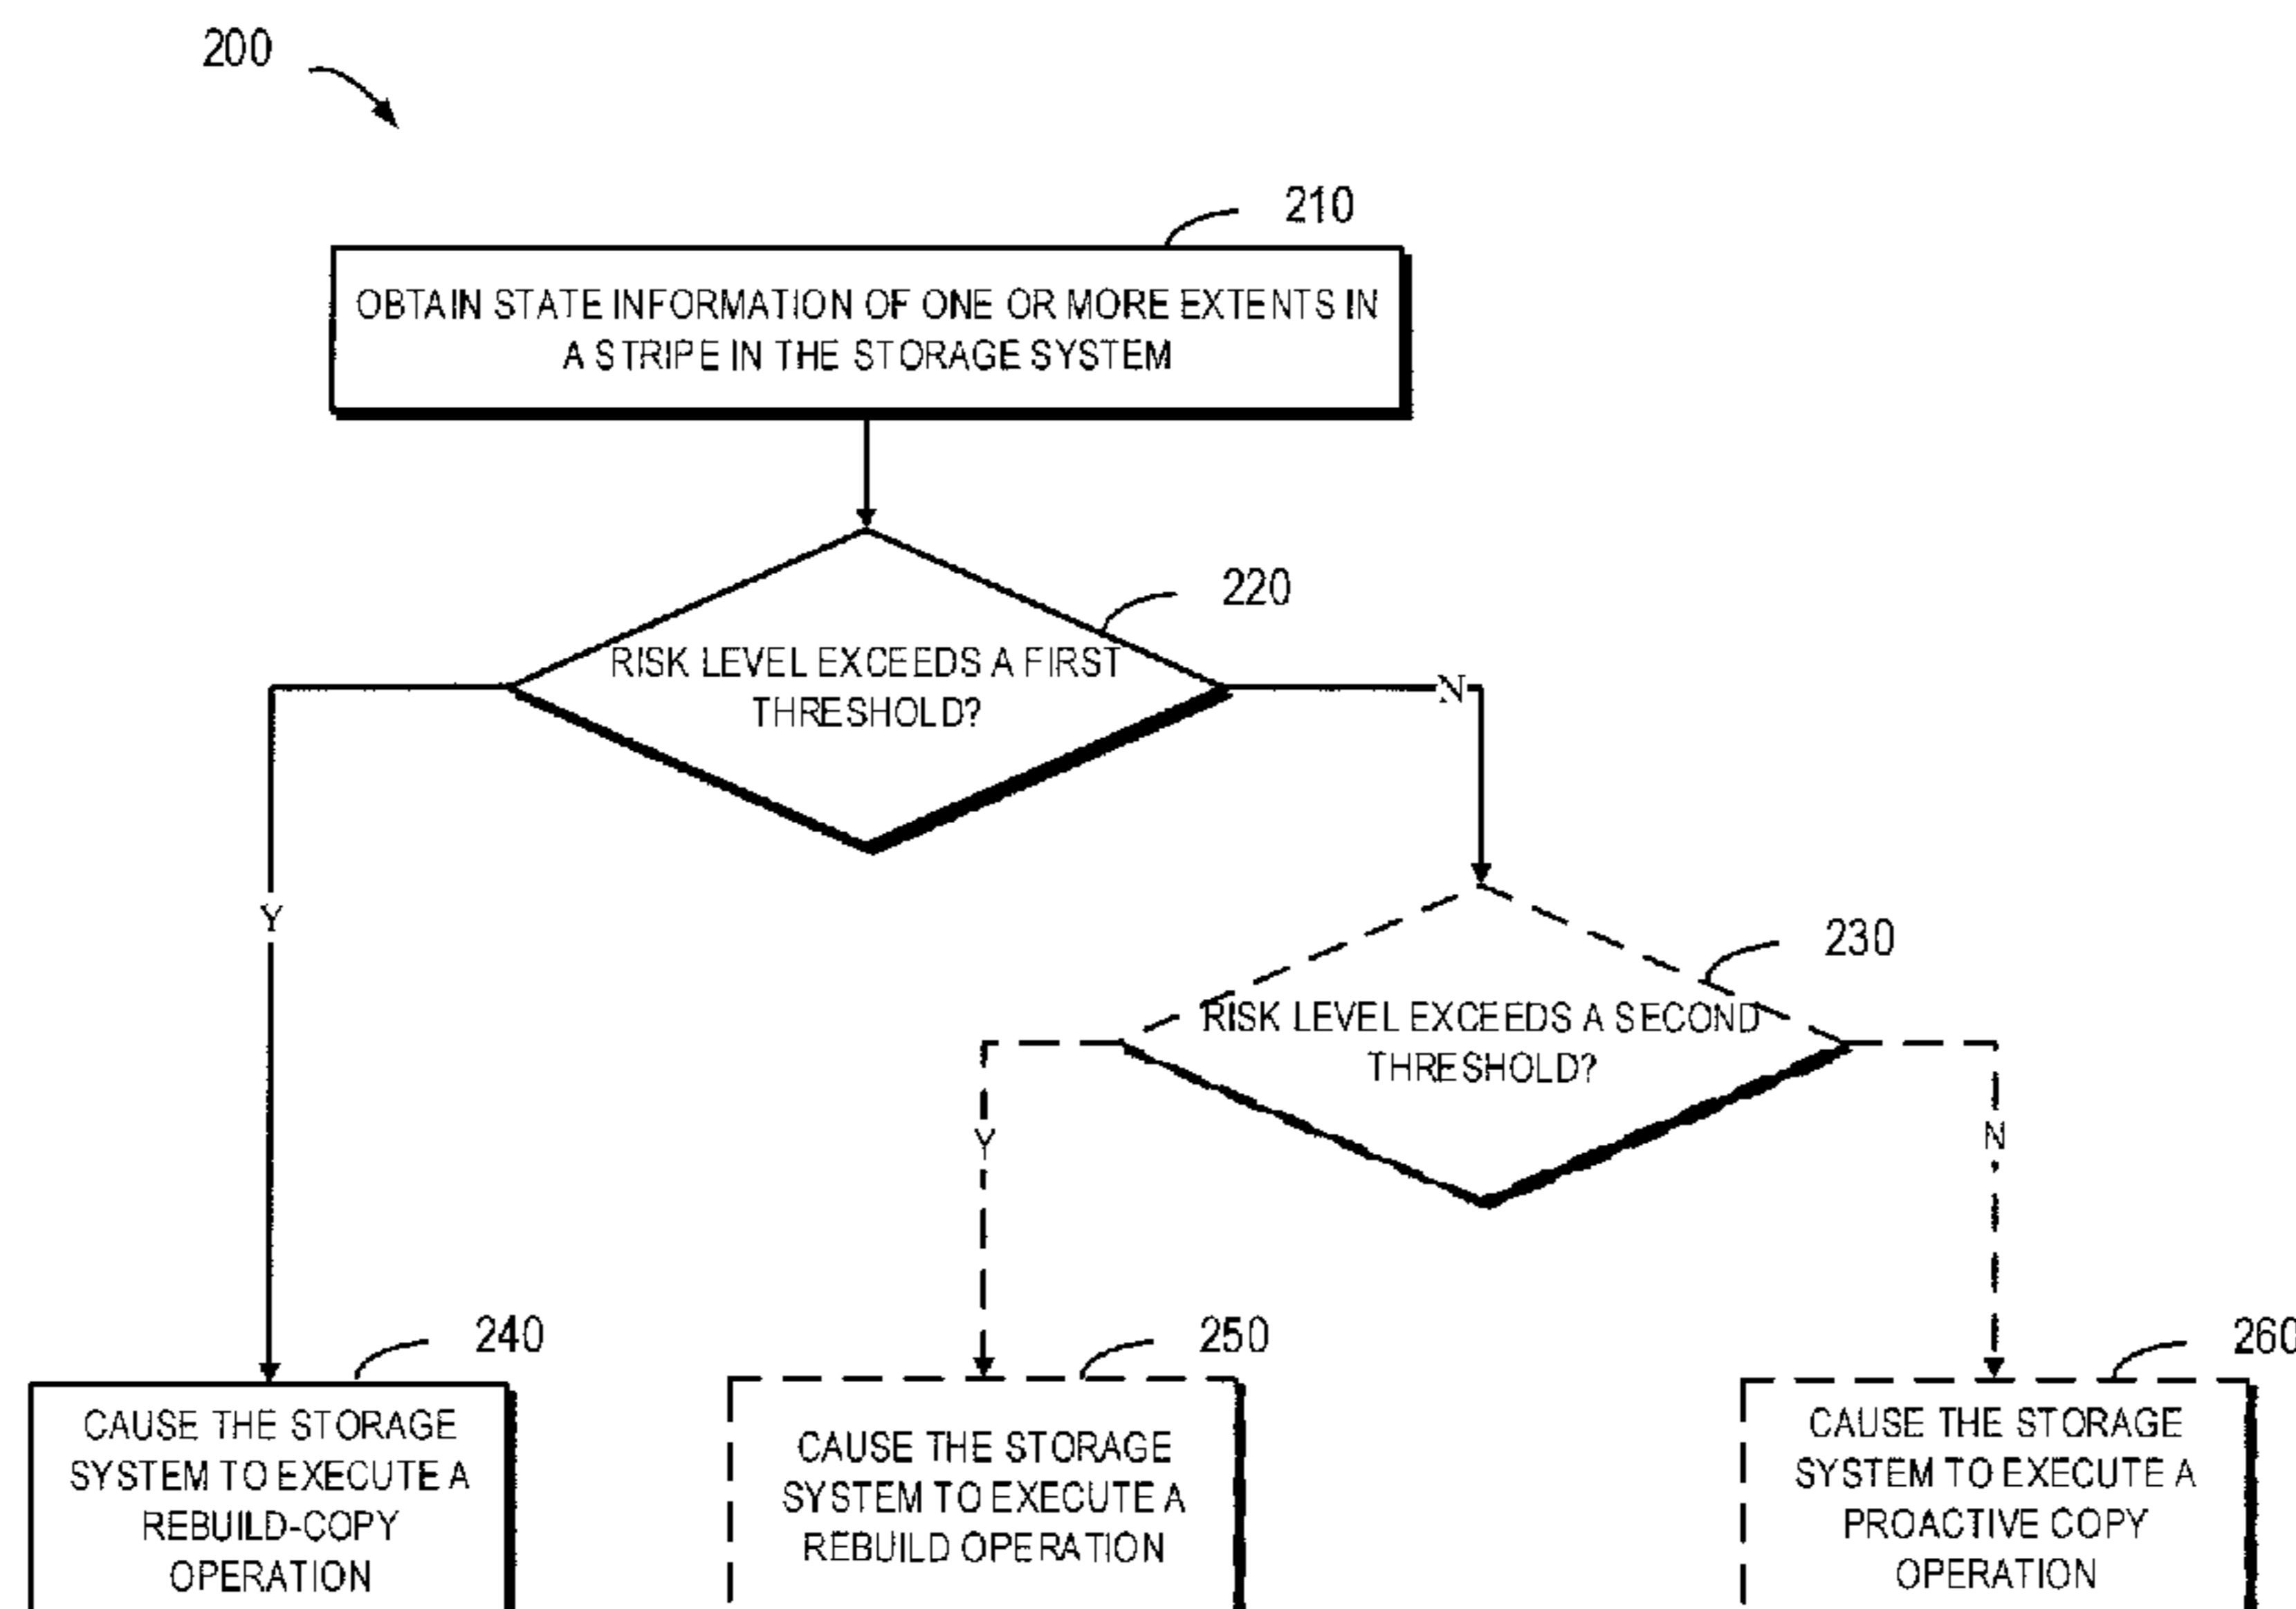 200
210
OBTAIN STATE INFORMATION OF ONE OR MORE EXTENTS IN
A STRIPE IN THE STORAGE SYSTEM
220
RISK LEVEL EXCEEDS A FIRST
THRESHOLD?
N
Y
230
RISK LEVEL EXCEEDS A SECOND
THRESHOLD?
Y
N
240
CAUSE THE STORAGE
SYSTEM TO EXECUTE A
REBUILD-COPY
OPERATION
250
CAUSE THE STORAGE
SYSTEM TO EXECUTE A
REBUILD OPERATION
260
CAUSE THE STORAGE
SYSTEM TO EXECUTE A
PROACTIVE COPY
OPERATION